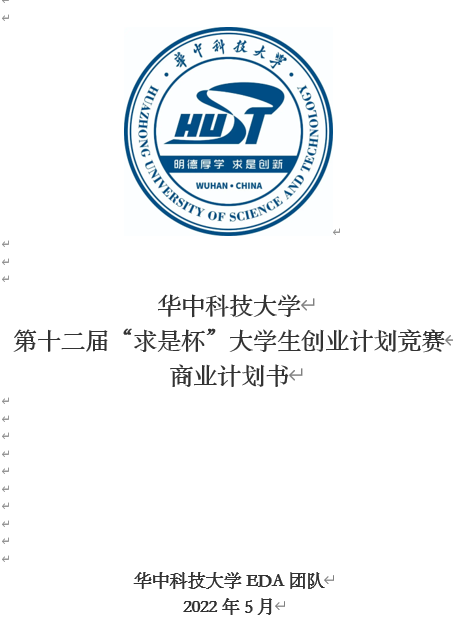 华中科技大学
HUAZHONG UNIVERSITY OF SCIENCE AND TECHNOLOGY
HUST
明德厚学 求是创新
WUHAN·CHINA
华中科技大学
第十二届“求是杯”大学生创业计划竞赛
商业计划书
华中科技大学 EDA 团队
2022 年 5 月